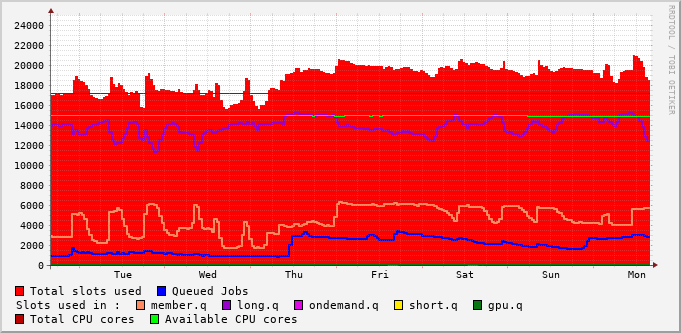 RRDTOOL / TOBI OETIKER
24000
22000
20000
18000
16000
14000
12000
10000
8000
6000
4000
2000
0
Tue Wed Thu Fri Sat Sun Mon
Total slots used Queued Jobs
Slots used in : member.q long.q ondemand.q short.q gpu.q
Total CPU cores Available CPU cores